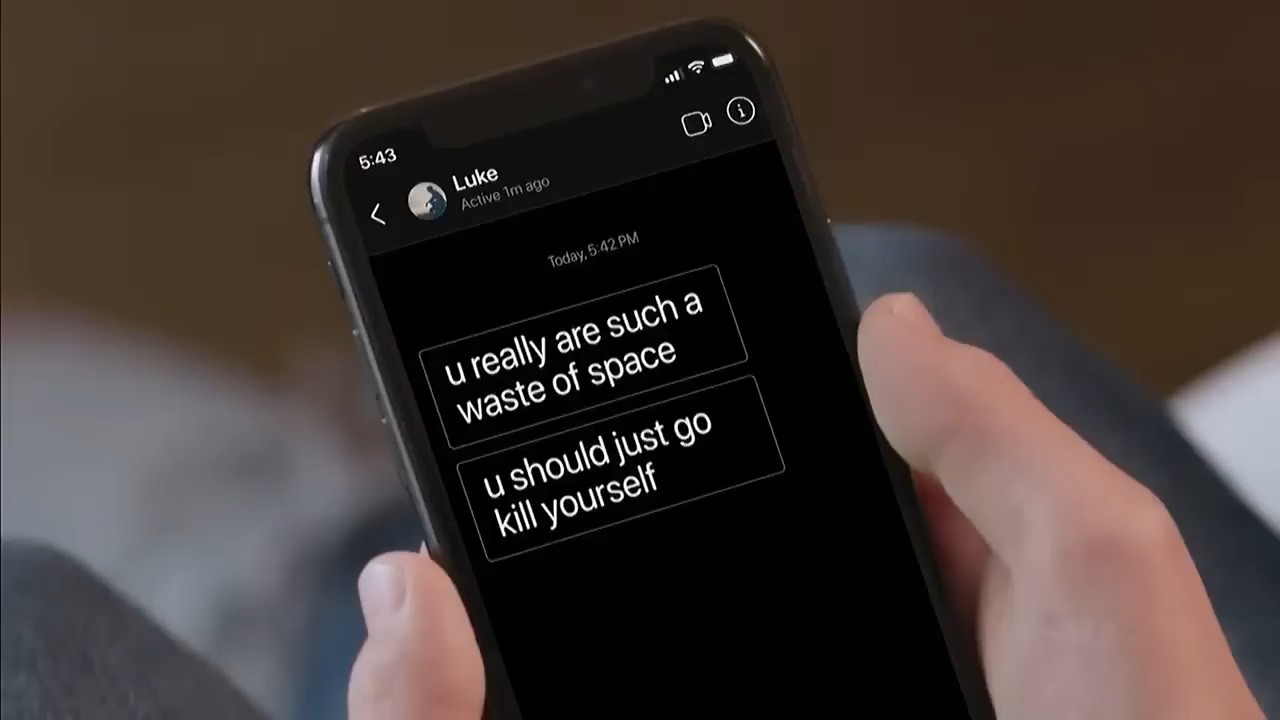 5:43
Luke
Active 1m ago
Today, 5:42 PM
u really are such a
waste of space
u should just go
kill yourself